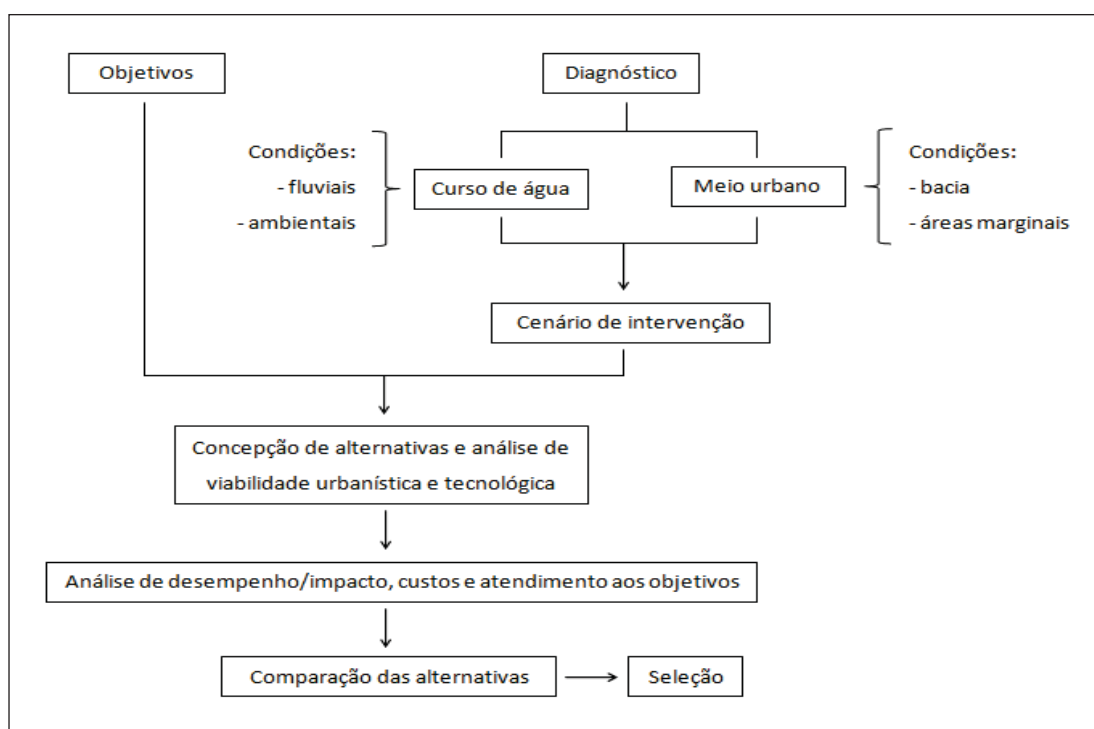 Objetivos
Diagnóstico
Condições:
- fluviais
- ambientais
Curso de água
Meio urbano
Condições:
- bacia
- áreas marginais
Cenário de intervenção
Concepção de alternativas e análise de
viabilidade urbanística e tecnológica
Análise de desempenho/impacto, custos e atendimento aos objetivos
Comparação das alternativas
Seleção